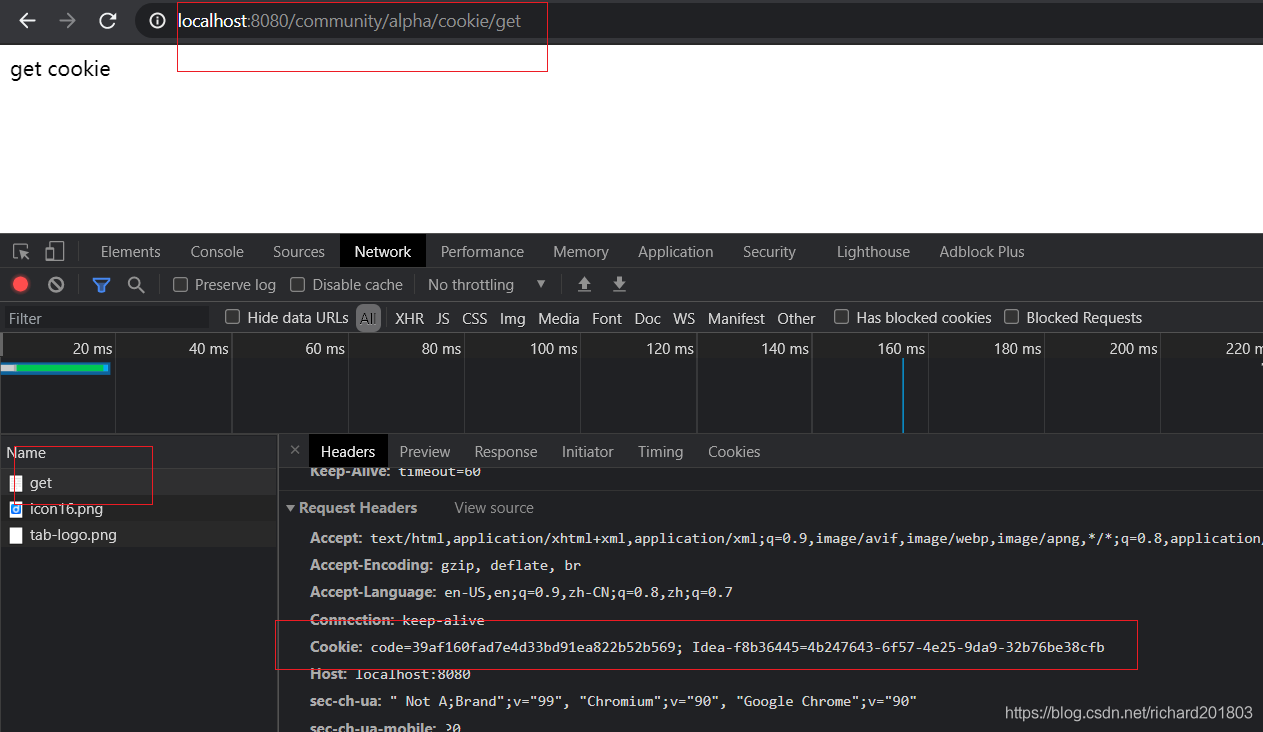 localhost:8080/community/alpha/cookie/get
get cookie
Elements Console Sources Network Performance Memory Application Security Lighthouse Adblock Plus
Preserve log Disable cache No throttling
Filter Hide data URLs All XHR JS CSS Img Media Font Doc WS Manifest Other Has blocked cookies Blocked Requests
20 ms 40 ms 60 ms 80 ms 100 ms 120 ms 140 ms 160 ms 180 ms 200 ms 220 m
Name
get
icon16.png
tab-logo.png
Headers Preview Response Initiator Timing Cookies
Keep-Alive: timeout=60
Request Headers View source
Accept: text/html,application/xhtml+xml,application/xml;q=0.9,image/avif,image/webp,image/apng,*/*;q=0.8,application/
Accept-Encoding: gzip, deflate, br
Accept-Language: en-US,en;q=0.9,zh-CN;q=0.8,zh;q=0.7
Connection: keep-alive
Cookie: code=39af160fad7e4d33bd91ea822b52b569; Idea-f8b36445=4b247643-6f57-4e25-9da9-32b76be38cfb
Host: localhost:8080
sec-ch-ua: " Not A;Brand";v="99", "Chromium";v="90", "Google Chrome";v="90"
sec-ch-ua-mobile: ?0
https://blog.csdn.net/richard201803